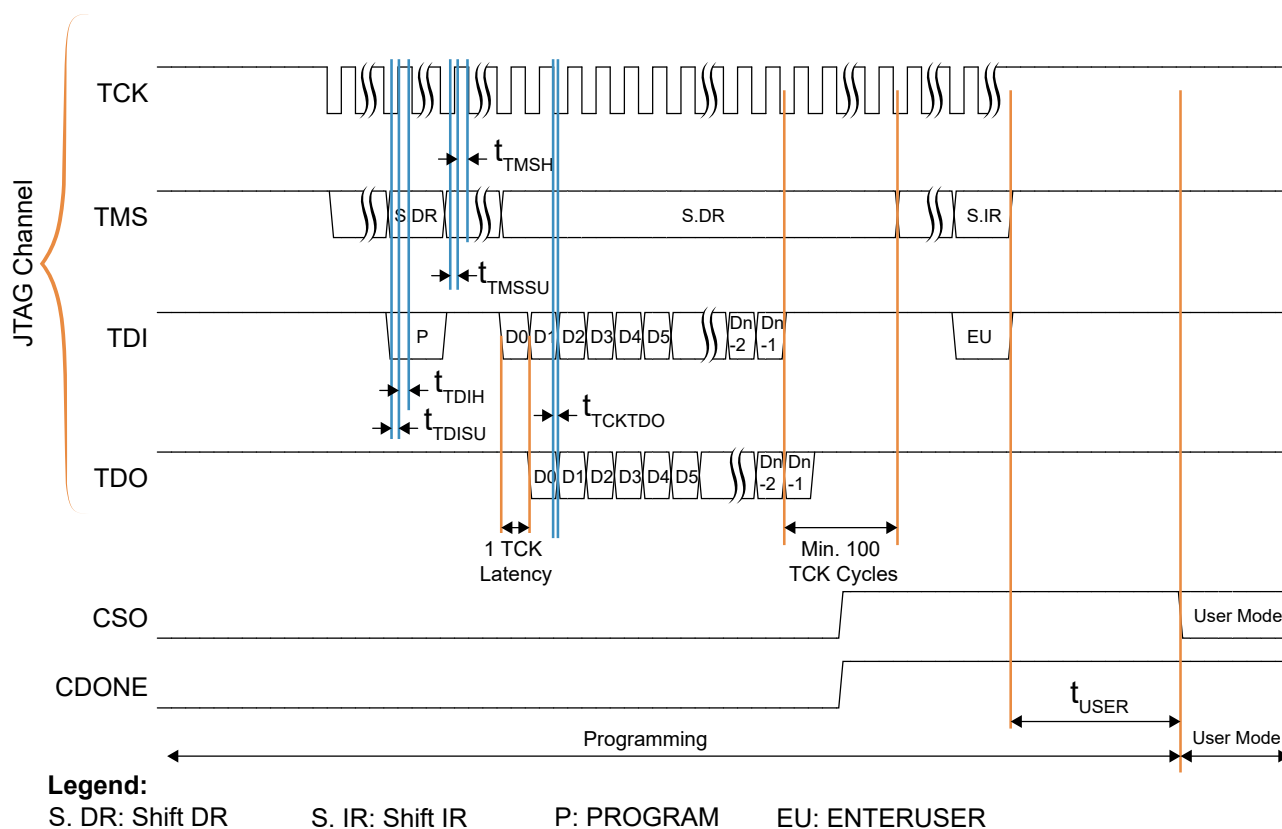 JTAG Channel
TCK
tTMSH
TMS
S.DR
S.DR
S.IR
tTMSSU
TDI
P
D0
D1
D2
D3
D4
D5
Dn
-2
Dn
-1
EU
tTDIH
tTDISU
tTCKTDO
TDO
D0
D1
D2
D3
D4
D5
Dn
-2
Dn
-1
1 TCK
Latency
Min. 100
TCK Cycles
CSO
User Mode
CDONE
tUSER
Programming
User Mode
Legend:
S. DR: Shift DR S. IR: Shift IR P: PROGRAM EU: ENTERUSER